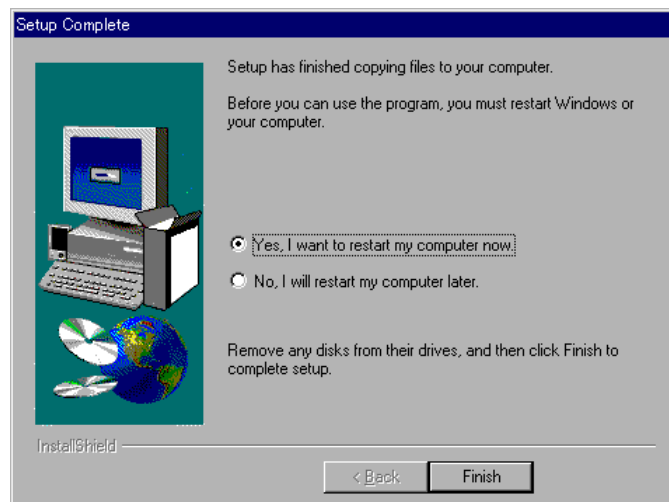 Setup Complete
Setup has finished copying files to your computer.
Before you can use the program, you must restart Windows or
your computer.
Yes, I want to restart my computer now.
No, I will restart my computer later.
Remove any disks from their drives, and then click Finish to
complete setup.
InstallShield
< Back
Finish